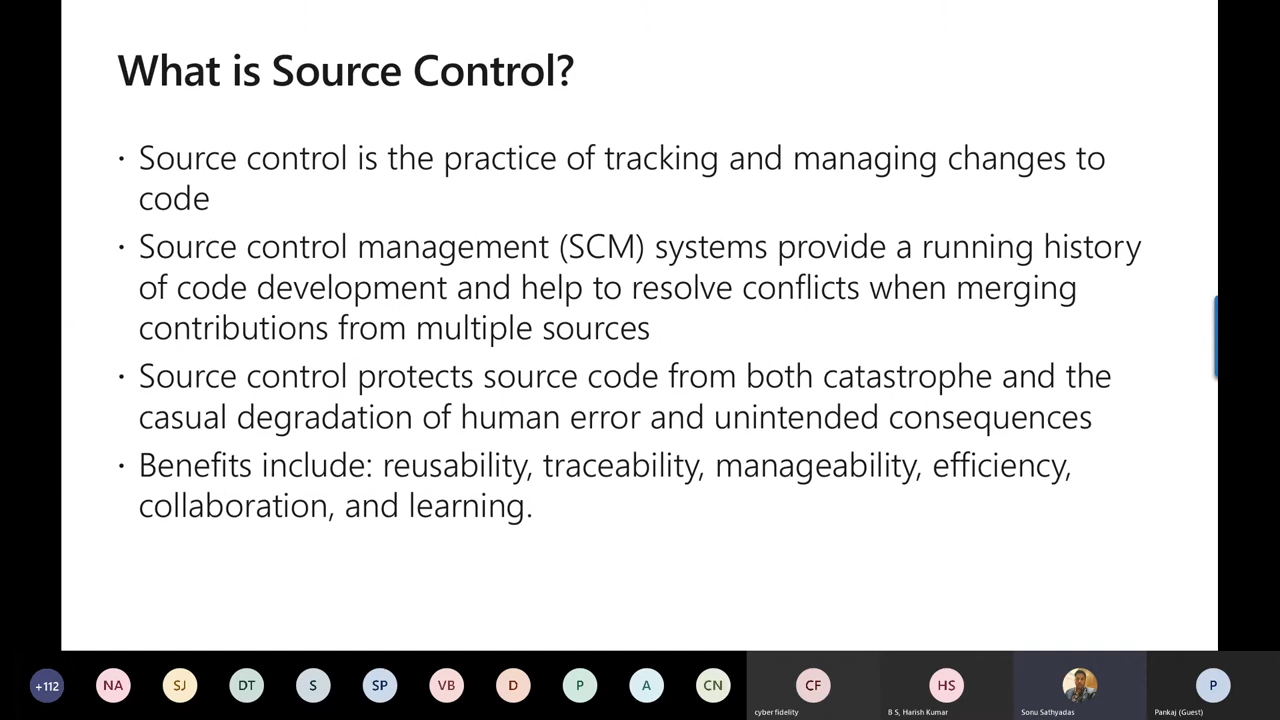 What is Source Control?
• Source control is the practice of tracking and managing changes to
code
• Source control management (SCM) systems provide a running history
of code development and help to resolve conflicts when merging
contributions from multiple sources
• Source control protects source code from both catastrophe and the
casual degradation of human error and unintended consequences
• Benefits include: reusability, traceability, manageability, efficiency,
collaboration, and learning.
+112 NA SJ DT S SP VB D P A CN CF HS P
cyber fidelity B S, Harish Kumar Sonu Sathyadas Pankaj (Guest)